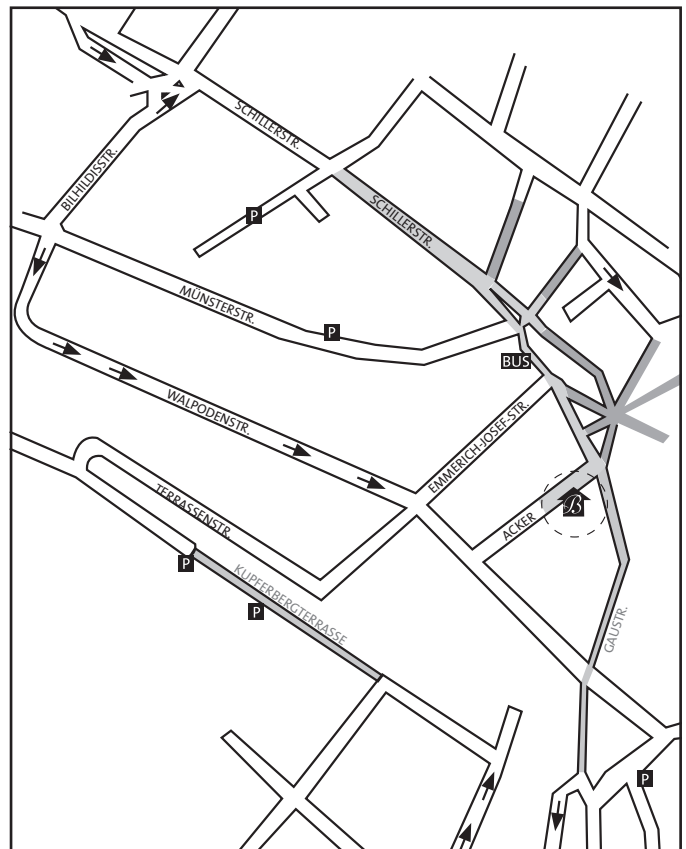 SCHILLERSTR.
BILHILDISSTR.
P
SCHILLERSTR.
MÜNSTERSTR.
P
BUS
WALPODENSTR.
EMMERICH-JOSEF-STR.
TERRASSENSTR.
ACKER
B
P
KUPFERBERGTERRASSE
P
GAUSTR.
P